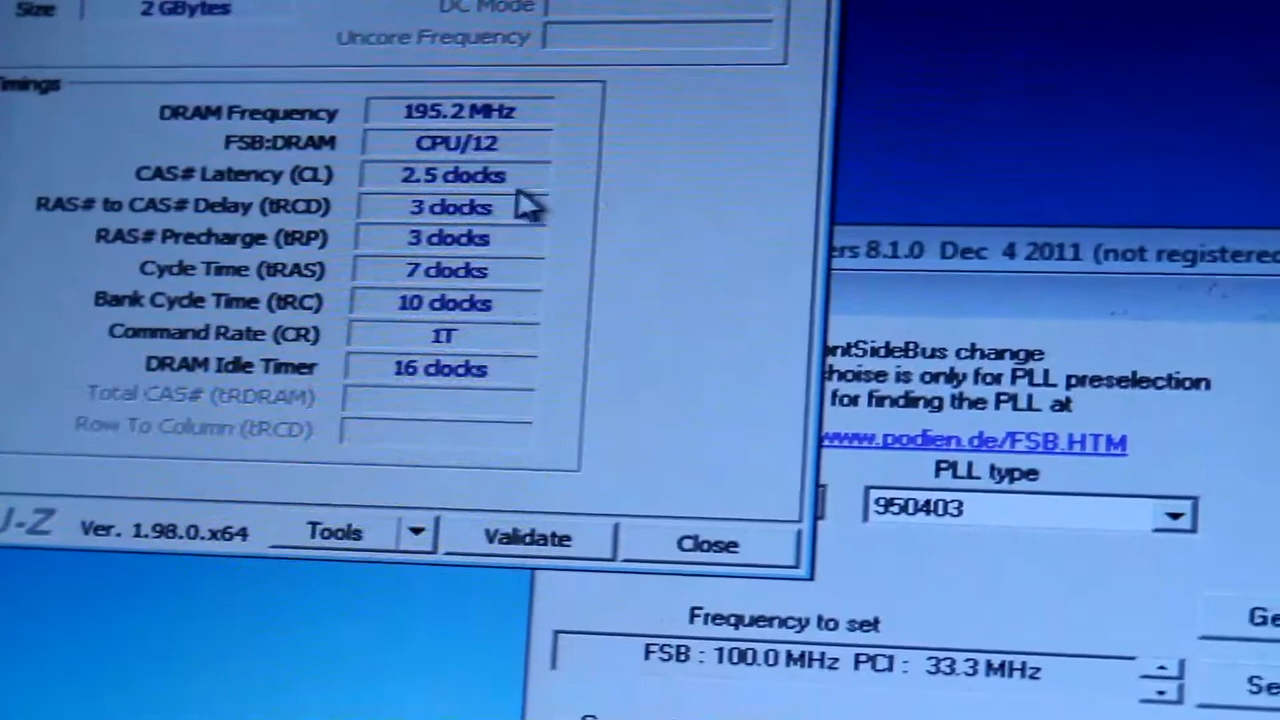 Size 2 GBytes
DC Mode
Uncore Frequency
Timings
DRAM Frequency 195.2 MHz
FSB:DRAM CPU/12
CAS# Latency (CL) 2.5 clocks
RAS# to CAS# Delay (tRCD) 3 clocks
RAS# Precharge (tRP) 3 clocks
Cycle Time (tRAS) 7 clocks
Bank Cycle Time (tRC) 10 clocks
Command Rate (CR) 1T
DRAM Idle Timer 16 clocks
Total CAS# (tRDRAM)
Row To Column (tRCD)
U-Z Ver. 1.98.0.x64 Tools Validate Close
ers 8.1.0 Dec 4 2011 (not registered
ontSideBus change
hoise is only for PLL preselection
for finding the PLL at
www.podien.de/FSB.HTM
PLL type
950403
Frequency to set
FSB : 100.0 MHz PCI : 33.3 MHz
Ge
Se